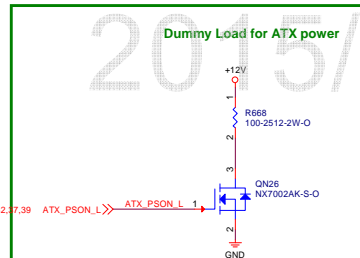 2015/
Dummy Load for ATX power
+12V
1
R668
100-2512-2W-O
2
3
QN26
NX7002AK-S-O
2,37,39 ATX_PSON_L ATX_PSON_L 1
2
GND